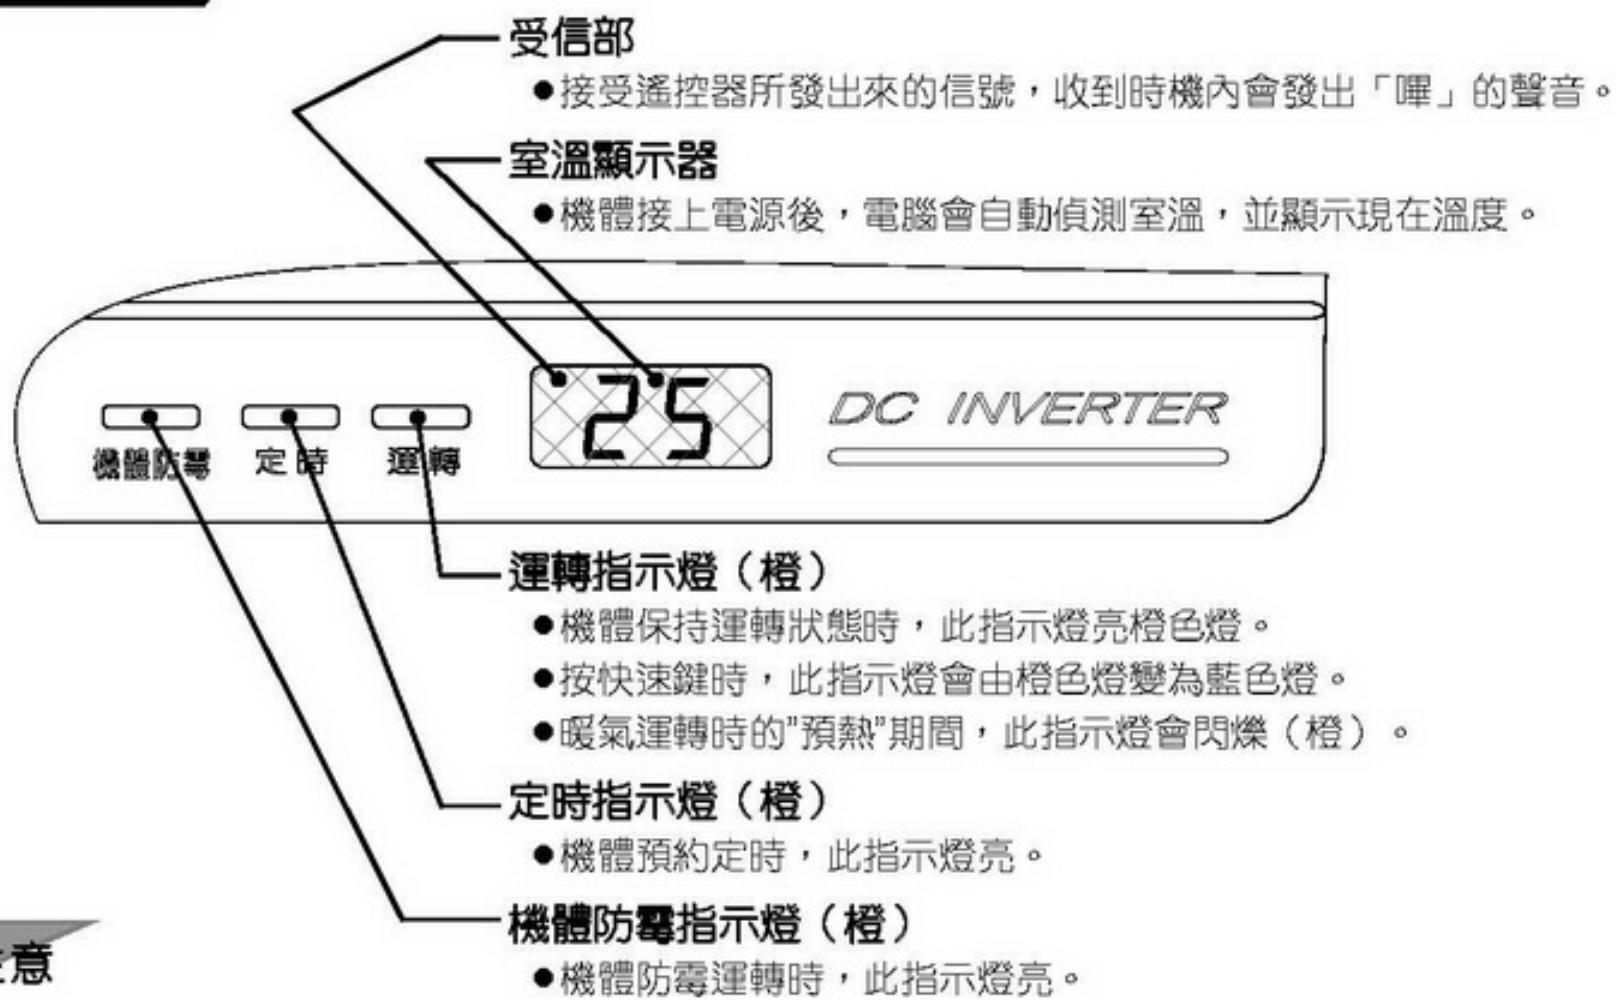 受信部
●接受遙控器所發出來的信號，收到時機內會發出「嗶」的聲音。
室溫顯示器
●機體接上電源後，電腦會自動偵測室溫，並顯示現在溫度。
25
DC INVERTER
機體防霉 定時 運轉
運轉指示燈（橙）
●機體保持運轉狀態時，此指示燈亮橙色燈。
●按快速鍵時，此指示燈會由橙色燈變為藍色燈。
●暖氣運轉時的"預熱"期間，此指示燈會閃爍（橙）。
定時指示燈（橙）
●機體預約定時，此指示燈亮。
機體防霉指示燈（橙）
●機體防霉運轉時，此指示燈亮。
意